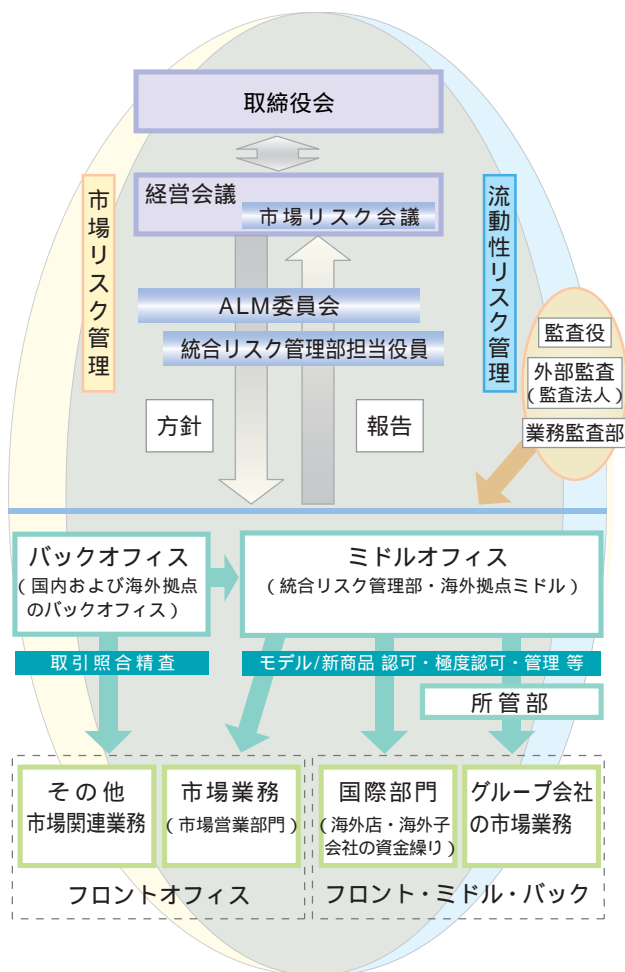 取締役会
経営会議
市場リスク会議
市場リスク管理
流動性リスク管理
ALM委員会
統合リスク管理部担当役員
監査役
外部監査
(監査法人)
業務監査部
方針
報告
バックオフィス
(国内および海外拠点
のバックオフィス)
ミドルオフィス
(統合リスク管理部・海外拠点ミドル)
取引照合精査
モデル/新商品 認可・極度認可・管理 等
所管部
その他
市場関連業務
市場業務
(市場営業部門)
国際部門
(海外店・海外子
会社の資金繰り)
グループ会社
の市場業務
フロントオフィス
フロント・ミドル・バック